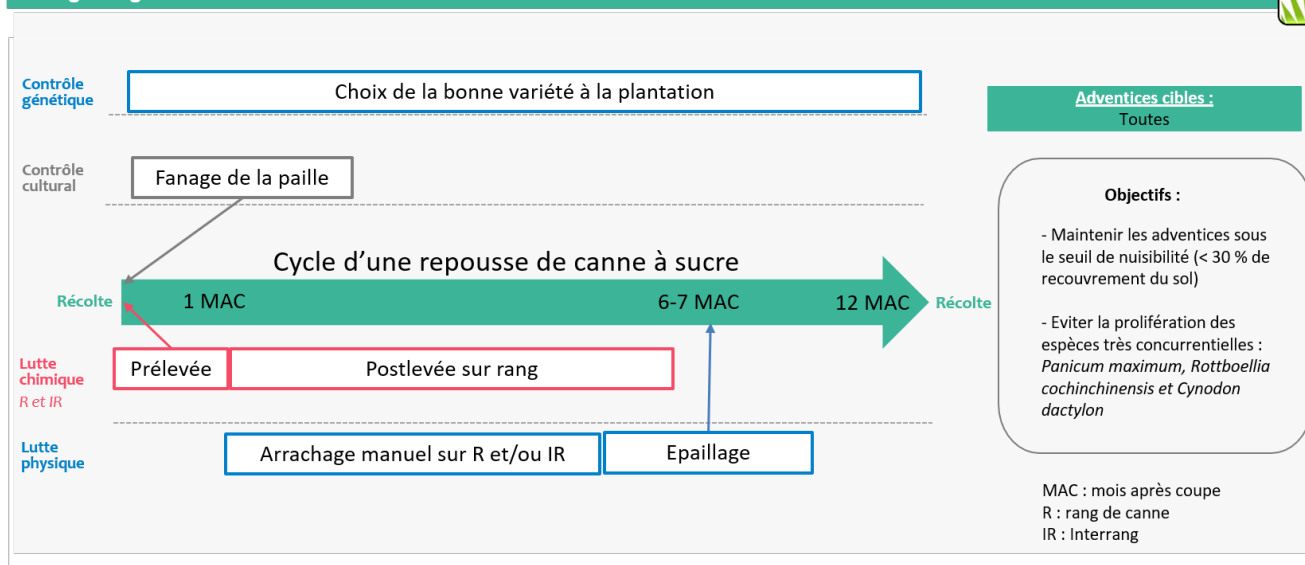 Contrôle
génétique
Choix de la bonne variété à la plantation
Adventices cibles :
Toutes
Contrôle
cultural
Fanage de la paille
Objectifs :
- Maintenir les adventices sous
le seuil de nuisibilité (< 30 % de
recouvrement du sol)
- Eviter la prolifération des
espèces très concurrentielles :
Panicum maximum, Rottboellia
cochinchinensis et Cynodon
dactylon
Cycle d’une repousse de canne à sucre
Récolte
1 MAC
6-7 MAC
12 MAC
Récolte
Lutte
chimique
R et IR
Prélevée
Postlevée sur rang
Lutte
physique
Arrachage manuel sur R et/ou IR
Epaillage
MAC : mois après coupe
R : rang de canne
IR : Interrang